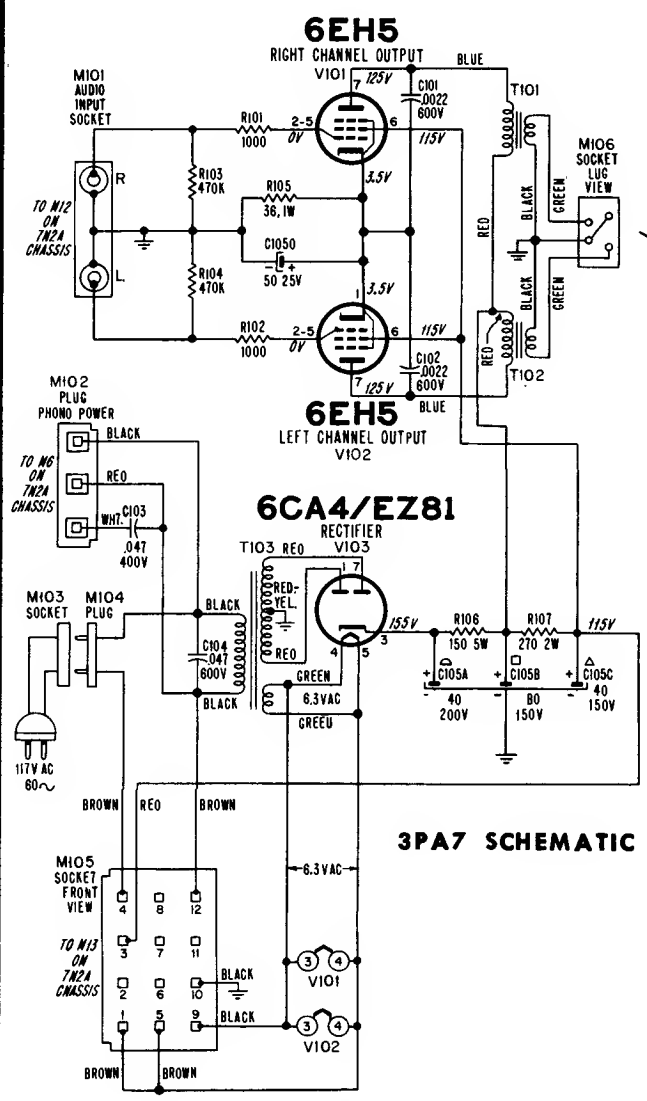 6EH5
RIGHT CHANNEL OUTPUT
V101
M101
AUDIO
INPUT
SOCKET
BLUE
7
125V
C101
.0022
600V
T101
R101
1000
2-5
0V
6
115V
M106
SOCKET
LUG
VIEW
R
R103
470K
3.5V
R105
36,1W
BLACK
GREEN
TO M12
ON
7N2A
CHASSIS
RED
C1050
- +
50 25V
L.
R104
470K
3.5V
1
BLACK
GREEN
R102
1000
2-5
0V
6
115V
RED
C102
.0022
600V
T102
7
125V
BLUE
6EH5
LEFT CHANNEL OUTPUT
V102
M102
PLUG
PHONO POWER
BLACK
TO M6
ON
7N2A
CHASSIS
RED
WHT.
C103
.047
400V
6CA4/EZ81
RECTIFIER
V103
T103
RED
1 7
M103
SOCKET
M104
PLUG
BLACK
RED-
YEL.
C104
.047
600V
RED
155V
3
4
5
R106
150 5W
R107
270 2W
115V
GREEN
BLACK
6.3VAC
GREEU
+ C105A
-
40
200V
+ C105B
-
80
150V
+ C105C
-
40
150V
117V AC
60~
BROWN
REO
BROWN
3PA7 SCHEMATIC
M105
SOCKET
FRONT
VIEW
6.3VAC
4 8 12
TO M13
ON
7N2A
CHASSIS
3 7 11
2 6 10
BLACK
3 4
V101
1 5 9
BLACK
3 4
V102
BROWN
BROWN